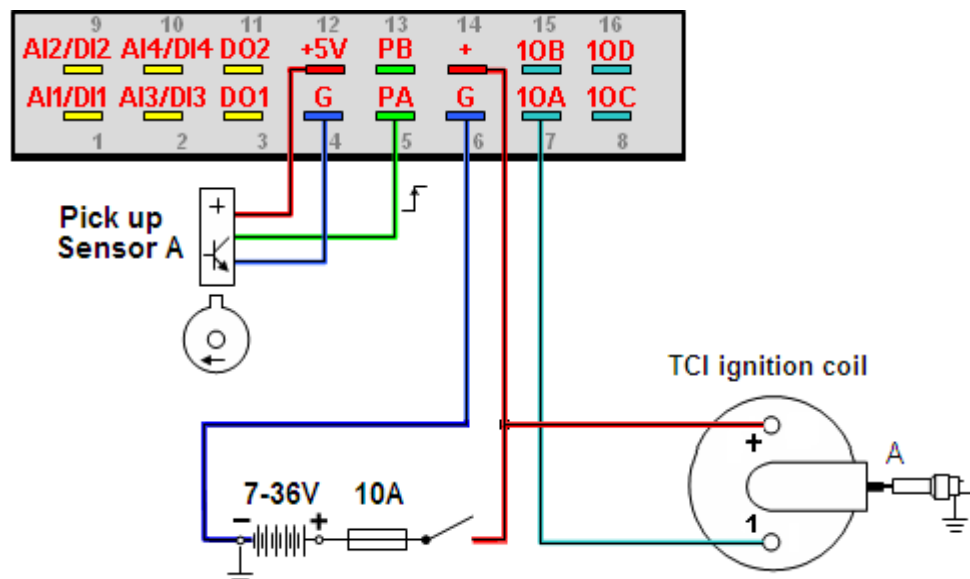 9 10 11 12 13 14 15 16
AI2/DI2 AI4/DI4 DO2 +5V PB + 1OB 1OD
AI1/DI1 AI3/DI3 DO1 G PA G 1OA 1OC
1 2 3 4 5 6 7 8
Pick up
Sensor A
+
TCI ignition coil
+
A
7-36V 10A
- +
1